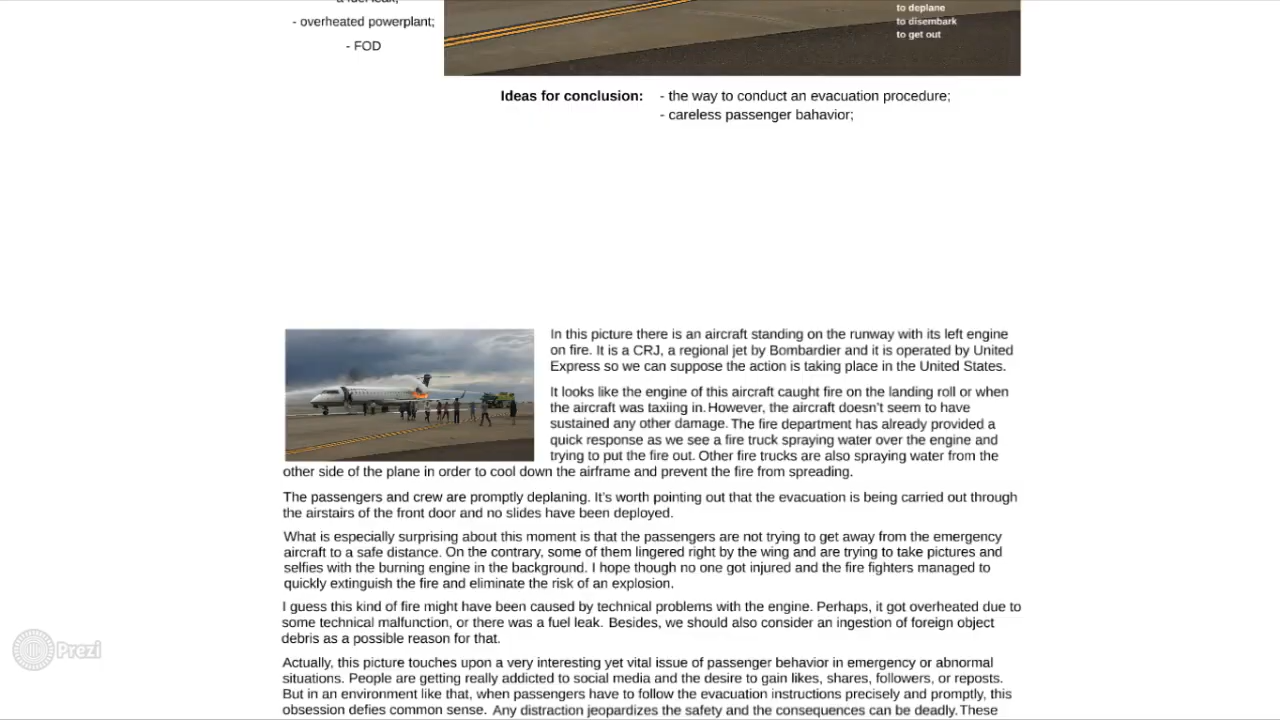 to deplane
- overheated powerplant;
to disembark
to get out
- FOD
Ideas for conclusion: - the way to conduct an evacuation procedure;
- careless passenger bahavior;
In this picture there is an aircraft standing on the runway with its left engine
on fire. It is a CRJ, a regional jet by Bombardier and it is operated by United
Express so we can suppose the action is taking place in the United States.
It looks like the engine of this aircraft caught fire on the landing roll or when
the aircraft was taxiing in. However, the aircraft doesn't seem to have
sustained any other damage. The fire department has already provided a
quick response as we see a fire truck spraying water over the engine and
trying to put the fire out. Other fire trucks are also spraying water from the
other side of the plane in order to cool down the airframe and prevent the fire from spreading.
The passengers and crew are promptly deplaning. It's worth pointing out that the evacuation is being carried out through
the airstairs of the front door and no slides have been deployed.
What is especially surprising about this moment is that the passengers are not trying to get away from the emergency
aircraft to a safe distance. On the contrary, some of them lingered right by the wing and are trying to take pictures and
selfies with the burning engine in the background. I hope though no one got injured and the fire fighters managed to
quickly extinguish the fire and eliminate the risk of an explosion.
I guess this kind of fire might have been caused by technical problems with the engine. Perhaps, it got overheated due to
some technical malfunction, or there was a fuel leak. Besides, we should also consider an ingestion of foreign object
debris as a possible reason for that.
Prezi
Actually, this picture touches upon a very interesting yet vital issue of passenger behavior in emergency or abnormal
situations. People are getting really addicted to social media and the desire to gain likes, shares, followers, or reposts.
But in an environment like that, when passengers have to follow the evacuation instructions precisely and promptly, this
obsession defies common sense. Any distraction jeopardizes the safety and the consequences can be deadly. These